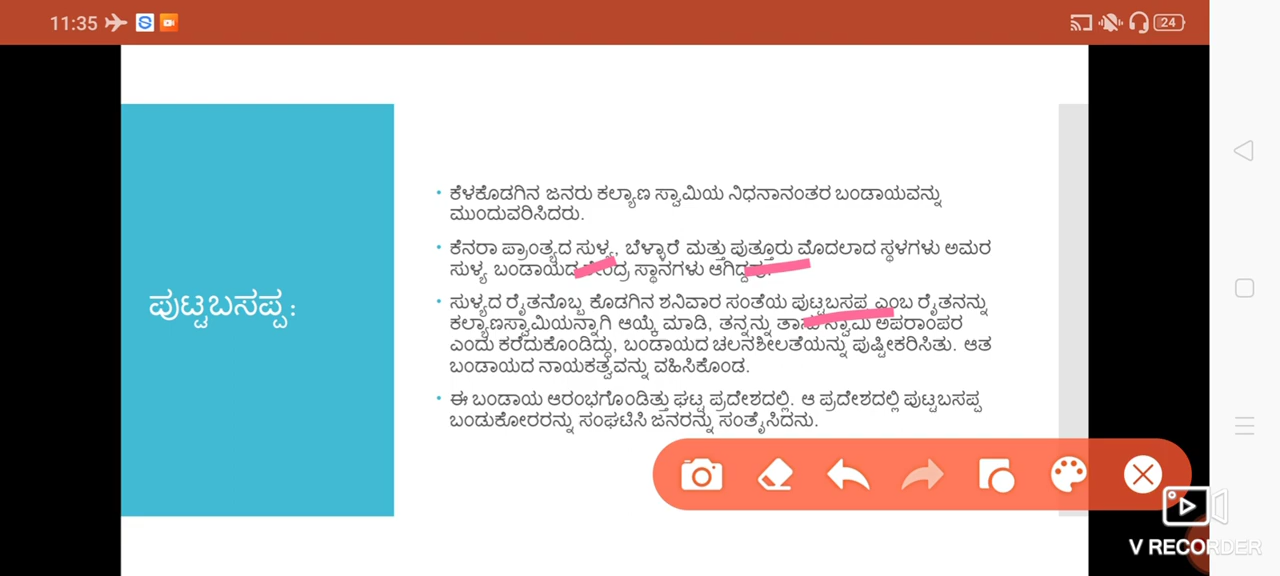 11:35
24
ಪುಟ್ಟಬಸಪ್ಪ:
• ಕೆಳಕೊಡಗಿನ ಜನರು ಕಲ್ಯಾಣ ಸ್ವಾಮಿಯ ನಿಧನಾನಂತರ ಬಂಡಾಯವನ್ನು
ಮುಂದುವರಿಸಿದರು.
• ಕೆನರಾ ಪ್ರಾಂತ್ಯದ ಸುಳ್ಯ, ಬೆಳ್ಳಾರೆ ಮತ್ತು ಪುತ್ತೂರು ಮೊದಲಾದ ಸ್ಥಳಗಳು ಅಮರ
ಸುಳ್ಯ ಬಂಡಾಯದ ಕೇಂದ್ರ ಸ್ಥಾನಗಳು ಆಗಿದ್ದವು.
• ಸುಳ್ಯದ ರೈತನೊಬ್ಬ ಕೊಡಗಿನ ಶನಿವಾರ ಸಂತೆಯ ಪುಟ್ಟಬಸಪ್ಪ ಎಂಬ ರೈತನನ್ನು
ಕಲ್ಯಾಣಸ್ವಾಮಿಯನ್ನಾಗಿ ಆಯ್ಕೆ ಮಾಡಿ, ತನ್ನನ್ನು ತಾನು ಸ್ವಾಮಿ ಅಪರಾಂಪರ
ಎಂದು ಕರೆದುಕೊಂಡಿದ್ದು, ಬಂಡಾಯದ ಚಲನಶೀಲತೆಯನ್ನು ಪುಷ್ಟೀಕರಿಸಿತು. ಆತ
ಬಂಡಾಯದ ನಾಯಕತ್ವವನ್ನು ವಹಿಸಿಕೊಂಡ.
• ಈ ಬಂಡಾಯ ಆರಂಭಗೊಂಡಿತ್ತು ಘಟ್ಟ ಪ್ರದೇಶದಲ್ಲಿ. ಆ ಪ್ರದೇಶದಲ್ಲಿ ಪುಟ್ಟಬಸಪ್ಪ
ಬಂಡುಕೋರರನ್ನು ಸಂಘಟಿಸಿ ಜನರನ್ನು ಸಂತೈಸಿದನು.
V RECORDER